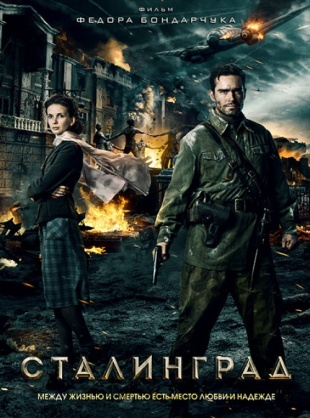 ФИЛЬМ
ФЕДОРА БОНДАРЧУКА
СТАЛИНГРАД
МЕЖДУ ЖИЗНЬЮ И СМЕРТЬЮ ЕСТЬ МЕСТО ЛЮБВИ И НАДЕЖДЕ